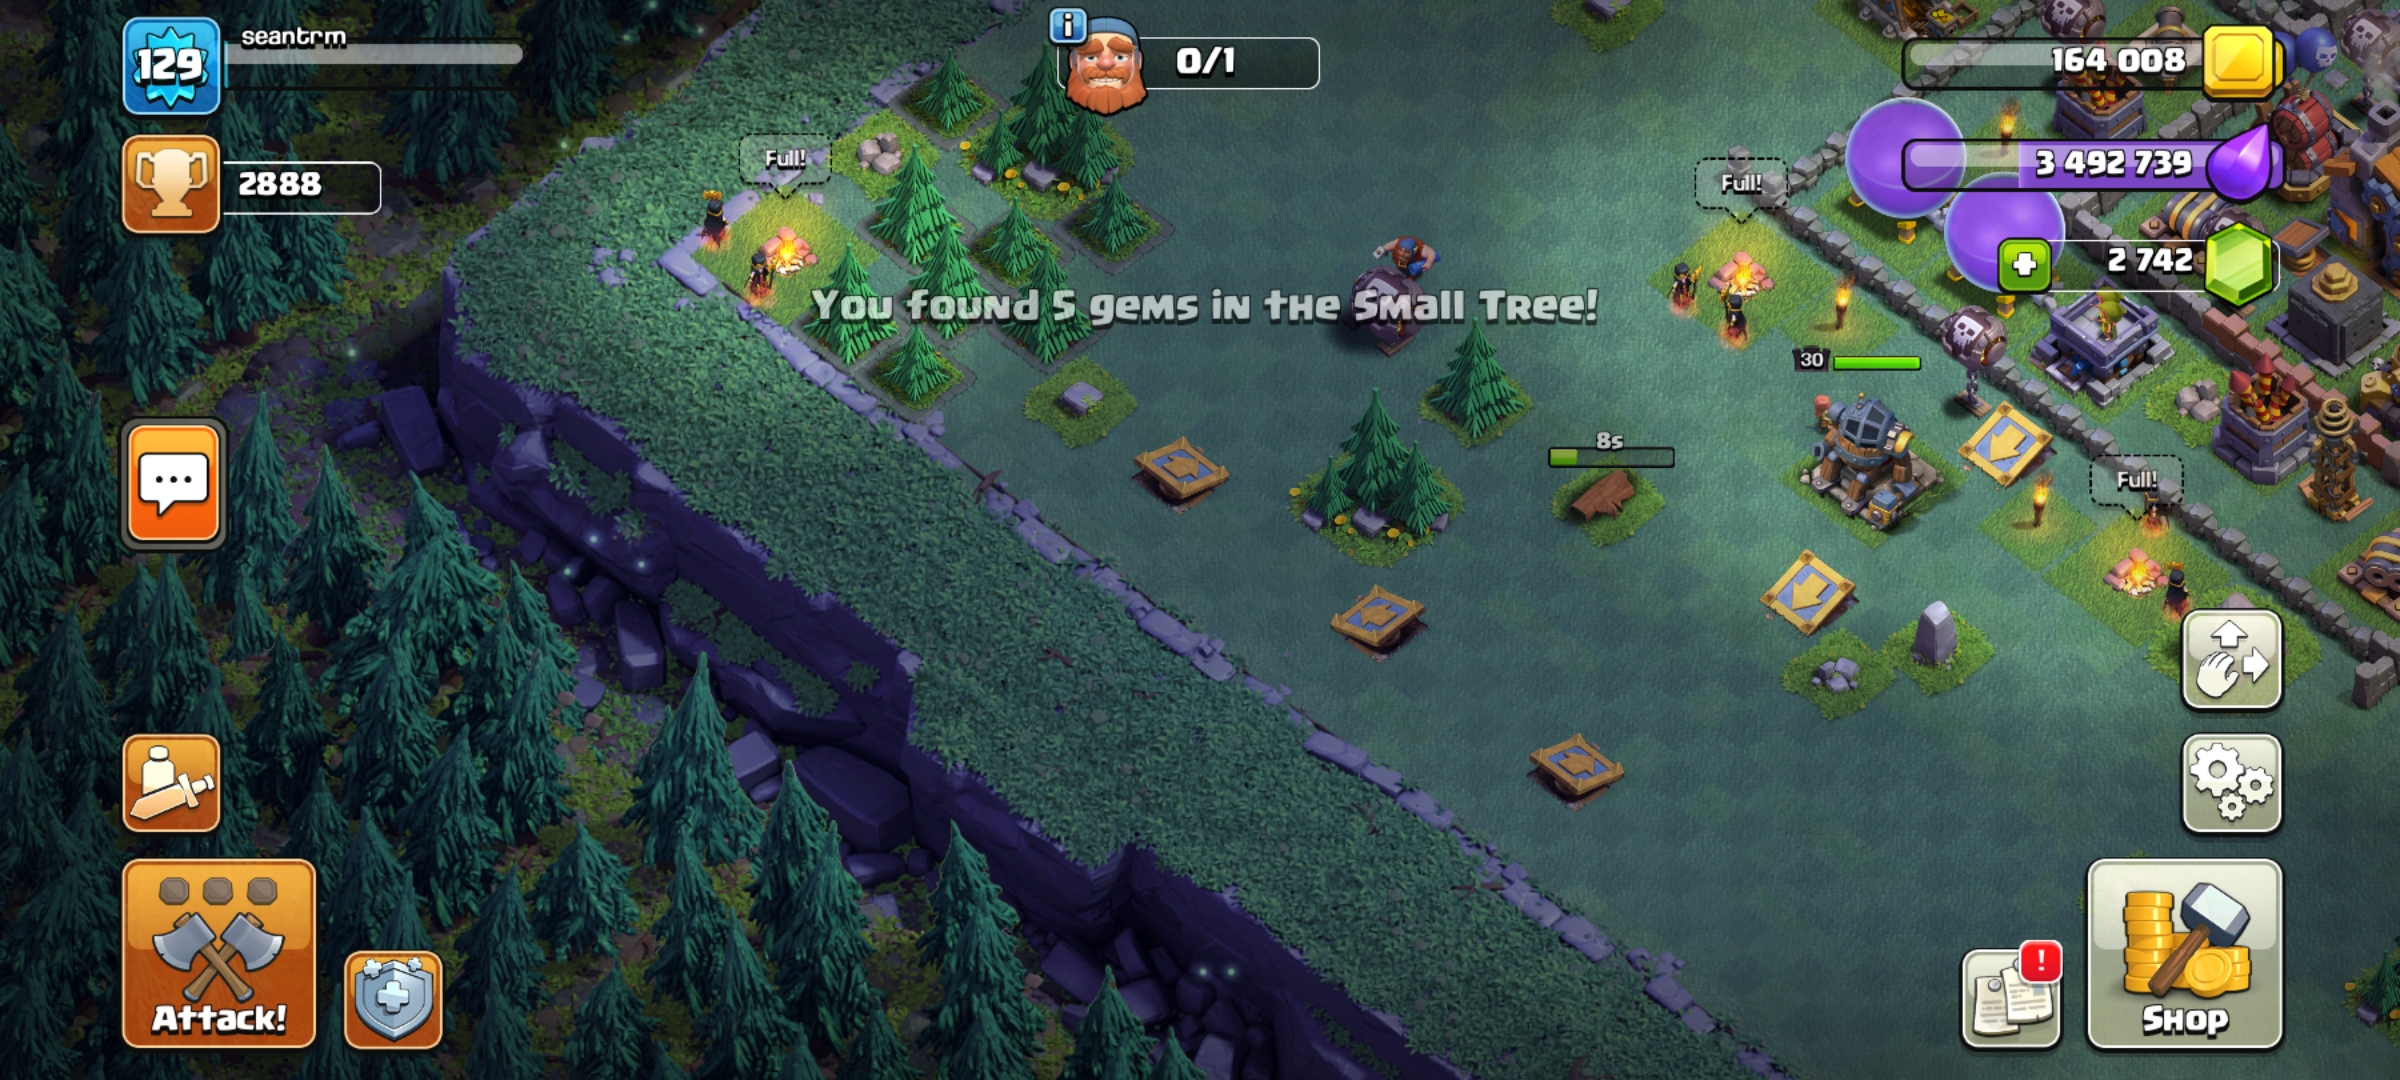 129
seantrm
i
0/1
164 008
2888
Full!
Full!
3 492 739
2 742
You found 5 gems in the Small Tree!
30
8s
Full!
Attack!
!
Shop